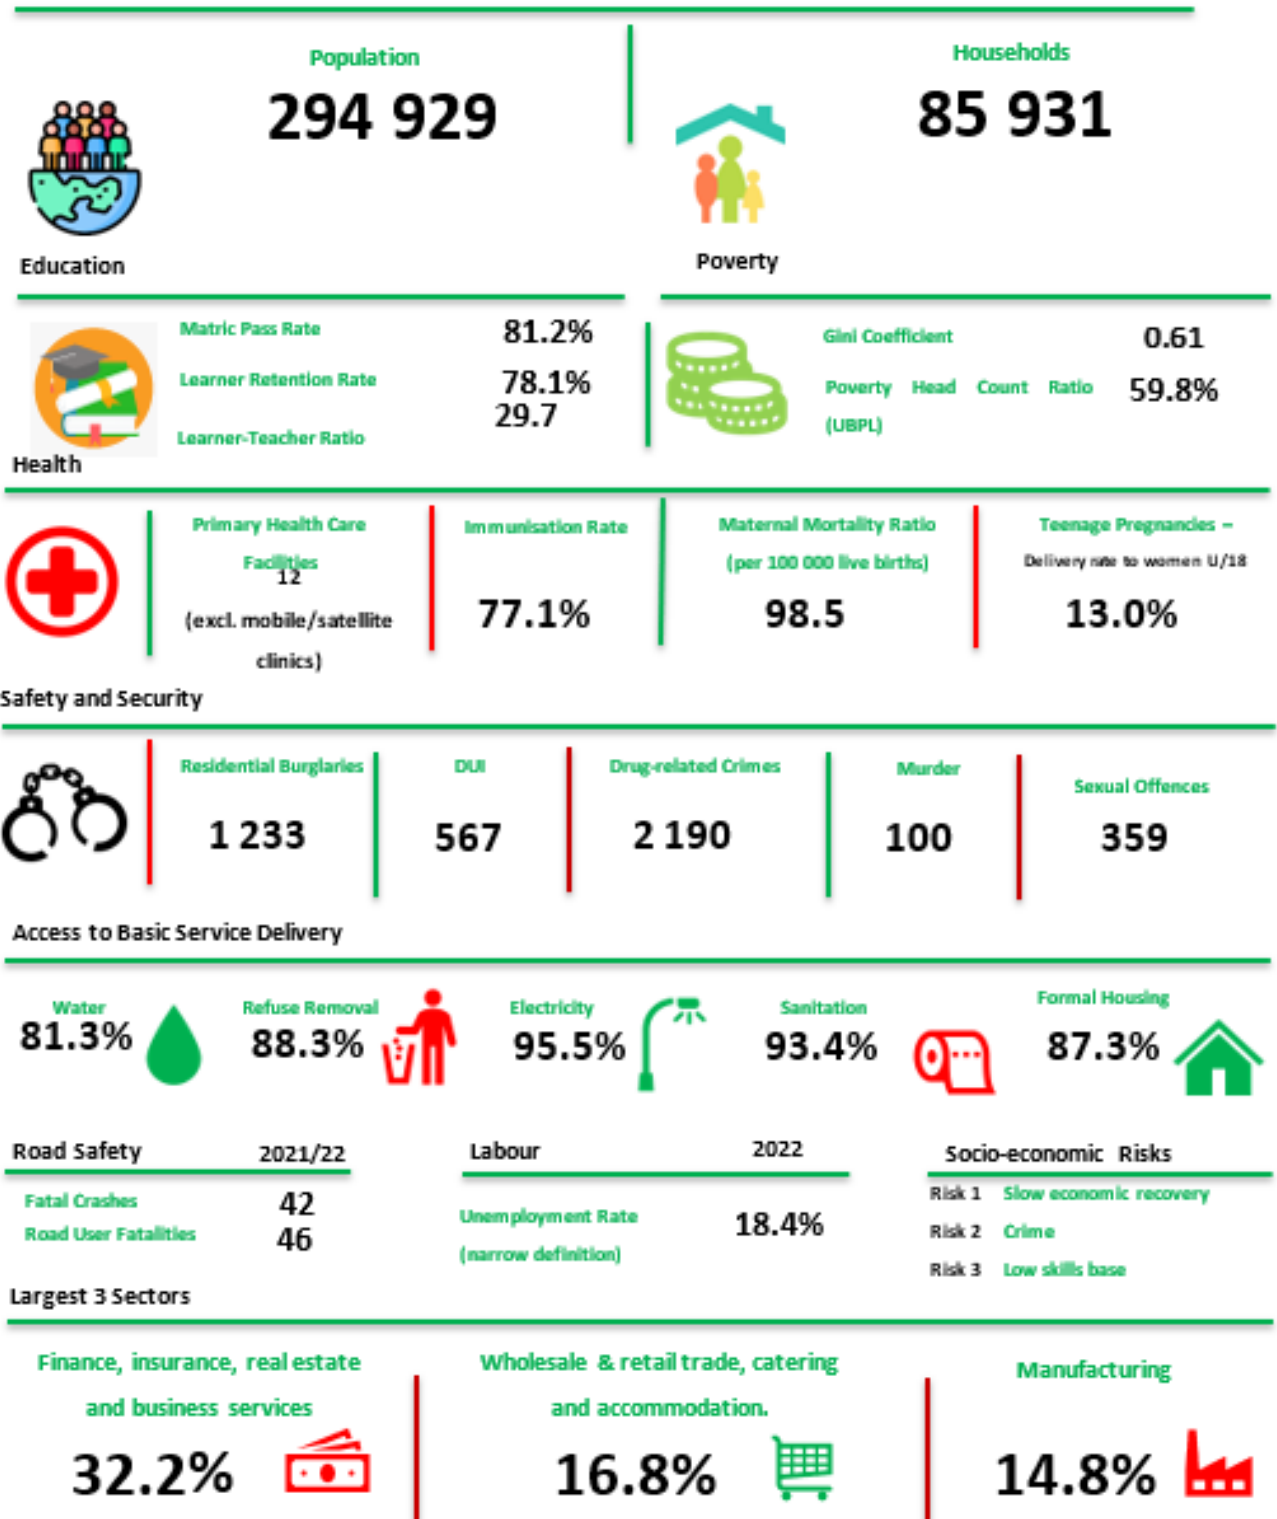 Population
294 929
Households
85 931
Education
Poverty
Matric Pass Rate 81.2%
Learner Retention Rate 78.1%
Learner-Teacher Ratio 29.7
Gini Coefficient 0.61
Poverty Head Count Ratio 59.8%
(UBPL)
Health
Primary Health Care
Facilities
12
(excl. mobile/satellite
clinics)
Immunisation Rate
77.1%
Maternal Mortality Ratio
(per 100 000 live births)
98.5
Teenage Pregnancies –
Delivery rate to women U/18
13.0%
Safety and Security
Residential Burglaries
1 233
DUI
567
Drug-related Crimes
2 190
Murder
100
Sexual Offences
359
Access to Basic Service Delivery
Water
81.3%
Refuse Removal
88.3%
Electricity
95.5%
Sanitation
93.4%
Formal Housing
87.3%
Road Safety 2021/22
Fatal Crashes 42
Road User Fatalities 46
Labour 2022
Unemployment Rate 18.4%
(narrow definition)
Socio-economic Risks
Risk 1 Slow economic recovery
Risk 2 Crime
Risk 3 Low skills base
Largest 3 Sectors
Finance, insurance, real estate
and business services
32.2%
Wholesale & retail trade, catering
and accommodation.
16.8%
Manufacturing
14.8%